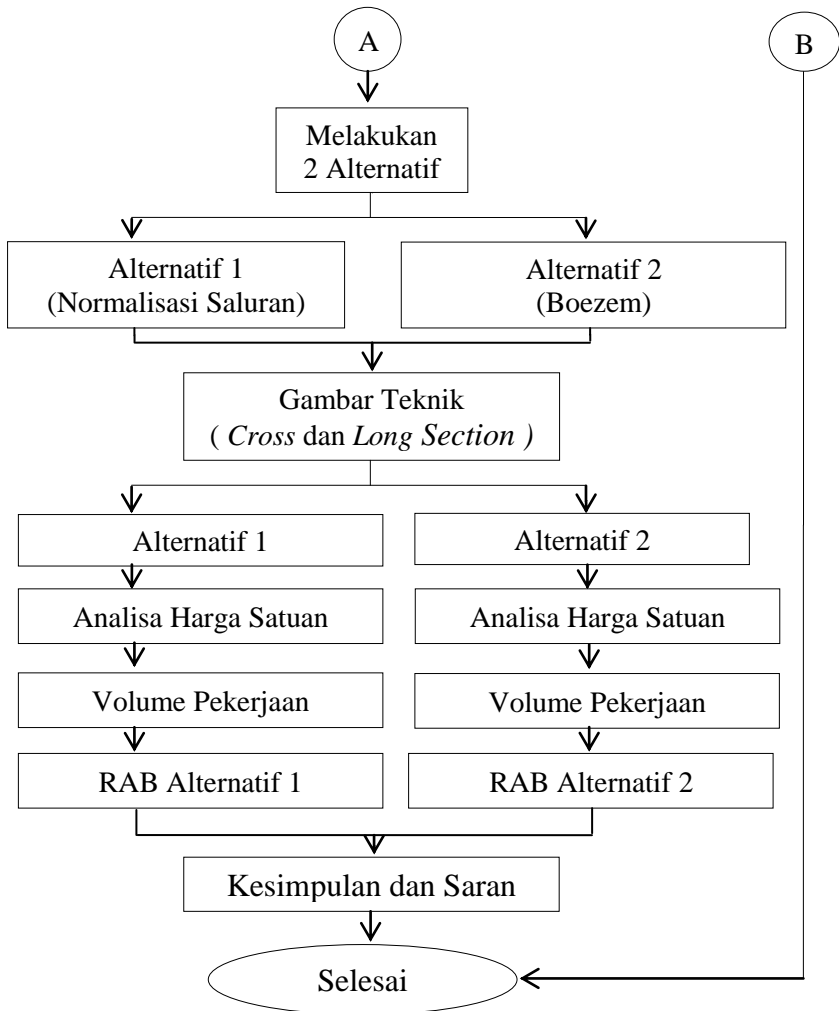 A
B
Melakukan
2 Alternatif
Alternatif 1
(Normalisasi Saluran)
Alternatif 2
(Boezem)
Gambar Teknik
( Cross dan Long Section )
Alternatif 1
Alternatif 2
Analisa Harga Satuan
Analisa Harga Satuan
Volume Pekerjaan
Volume Pekerjaan
RAB Alternatif 1
RAB Alternatif 2
Kesimpulan dan Saran
Selesai